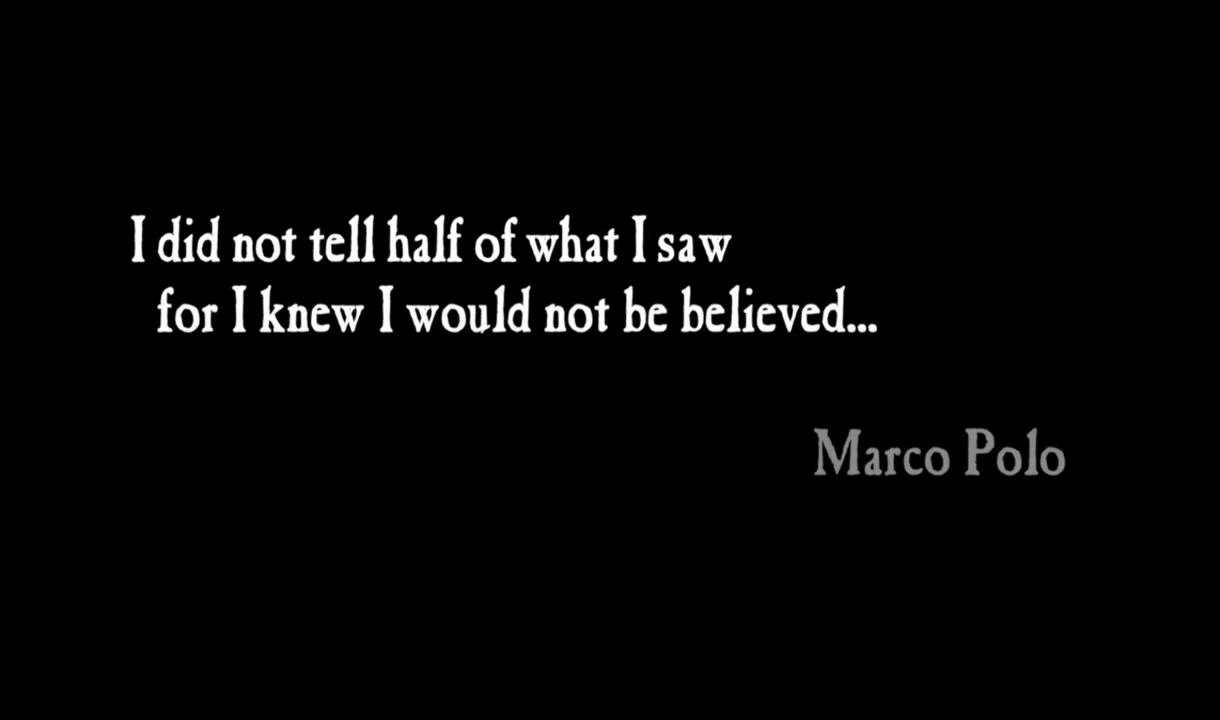 I did not tell half of what I saw
for I knew I would not be believed...
Marco Polo